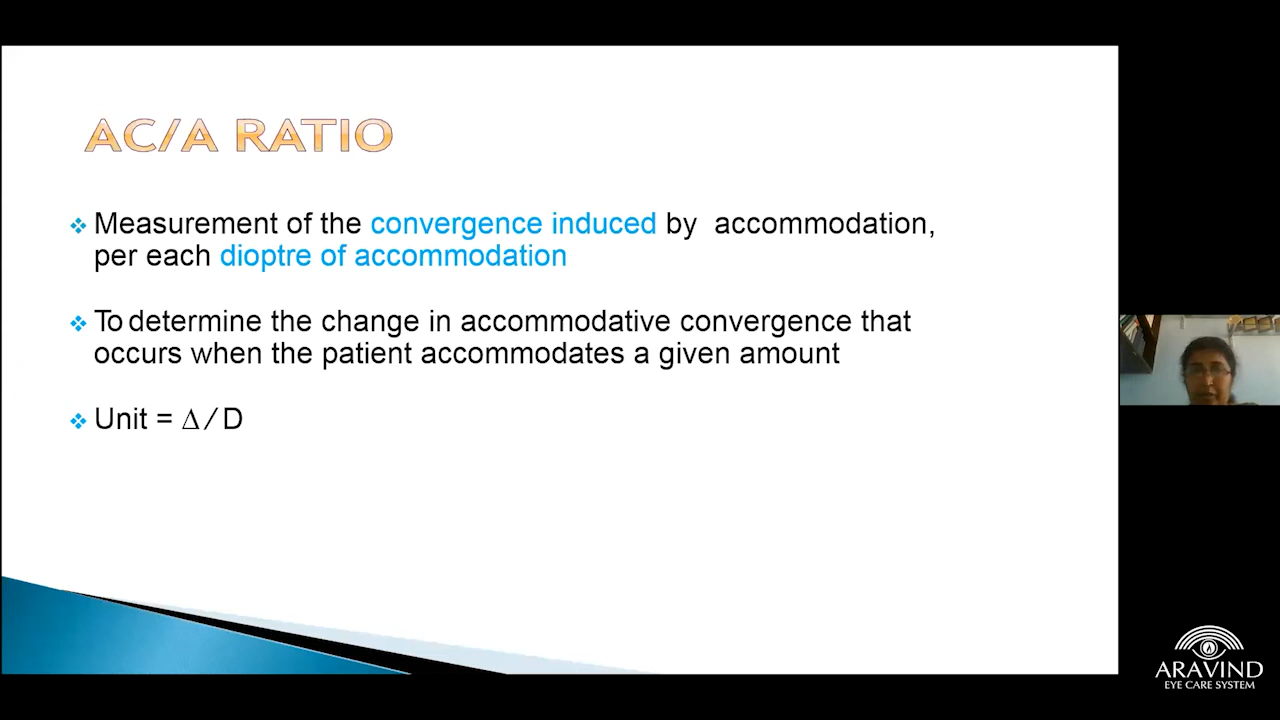 AC/A RATIO
❖ Measurement of the convergence induced by accommodation,
per each dioptre of accommodation
❖ To determine the change in accommodative convergence that
occurs when the patient accommodates a given amount
❖ Unit = Δ / D
ARAVIND
EYE CARE SYSTEM